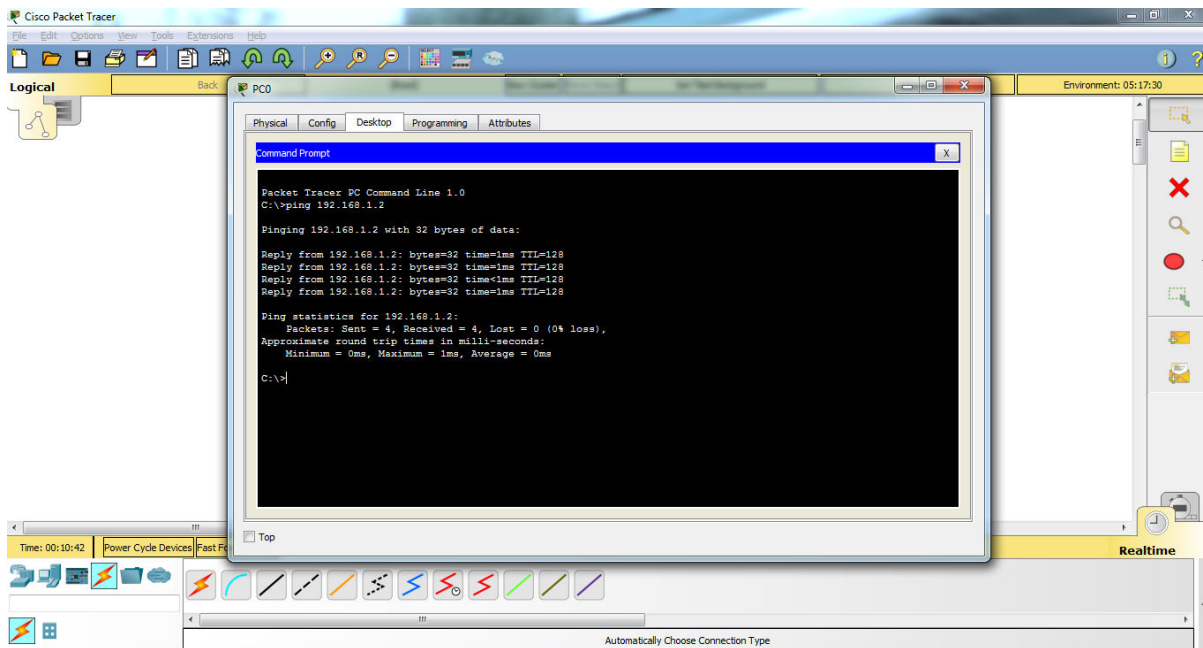 Cisco Packet Tracer
File Edit Options View Tools Extensions Help
Logical
Back
Environment: 05:17:30
PC0
Physical Config Desktop Programming Attributes
Command Prompt
X
Packet Tracer PC Command Line 1.0
C:\>ping 192.168.1.2
Pinging 192.168.1.2 with 32 bytes of data:
Reply from 192.168.1.2: bytes=32 time=1ms TTL=128
Reply from 192.168.1.2: bytes=32 time=1ms TTL=128
Reply from 192.168.1.2: bytes=32 time<1ms TTL=128
Reply from 192.168.1.2: bytes=32 time=1ms TTL=128
Ping statistics for 192.168.1.2:
Packets: Sent = 4, Received = 4, Lost = 0 (0% loss),
Approximate round trip times in milli-seconds:
Minimum = 0ms, Maximum = 1ms, Average = 0ms
C:\>
Top
Time: 00:10:42 Power Cycle Devices Fast Fo
Realtime
Automatically Choose Connection Type